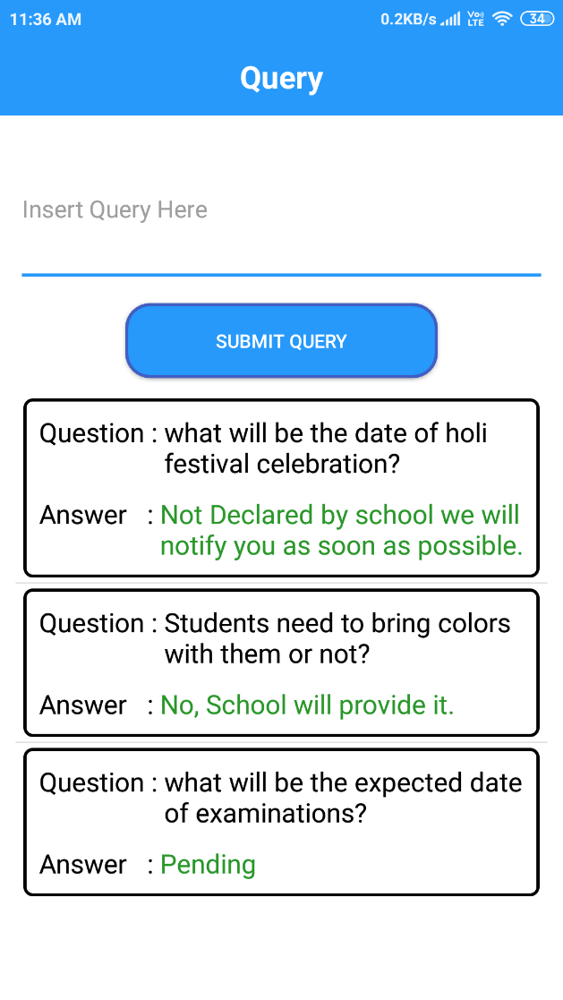 11:36 AM 0.2KB/s Vo) LTE 34
Query
Insert Query Here
SUBMIT QUERY
Question : what will be the date of holi
festival celebration?
Answer : Not Declared by school we will
notify you as soon as possible.
Question : Students need to bring colors
with them or not?
Answer : No, School will provide it.
Question : what will be the expected date
of examinations?
Answer : Pending